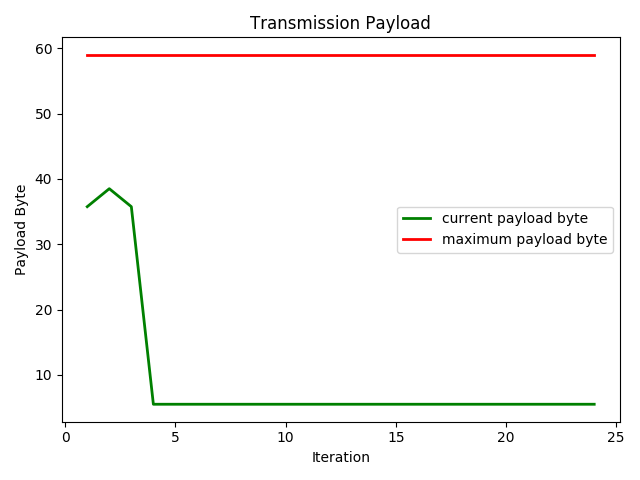 Transmission Payload
60
50
40
30
20
10
Payload Byte
current payload byte
maximum payload byte
0 5 10 15 20 25
Iteration